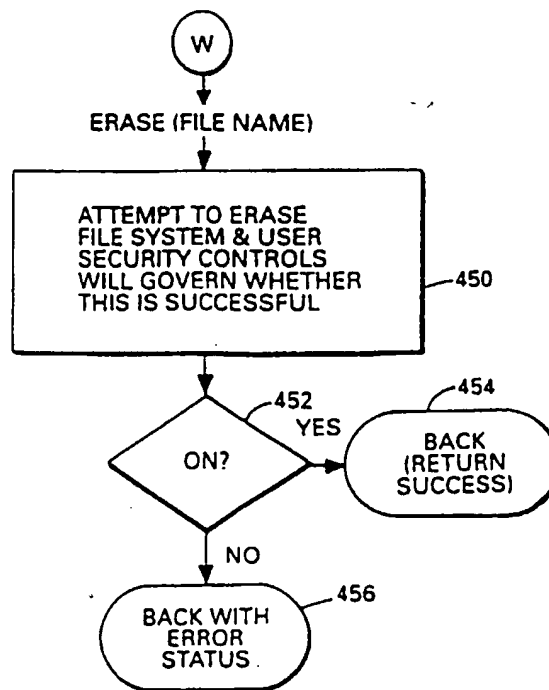 W
ERASE (FILE NAME)
ATTEMPT TO ERASE
FILE SYSTEM & USER
SECURITY CONTROLS
WILL GOVERN WHETHER
THIS IS SUCCESSFUL
450
452
454
YES
ON?
BACK
(RETURN
SUCCESS)
NO
456
BACK WITH
ERROR
STATUS